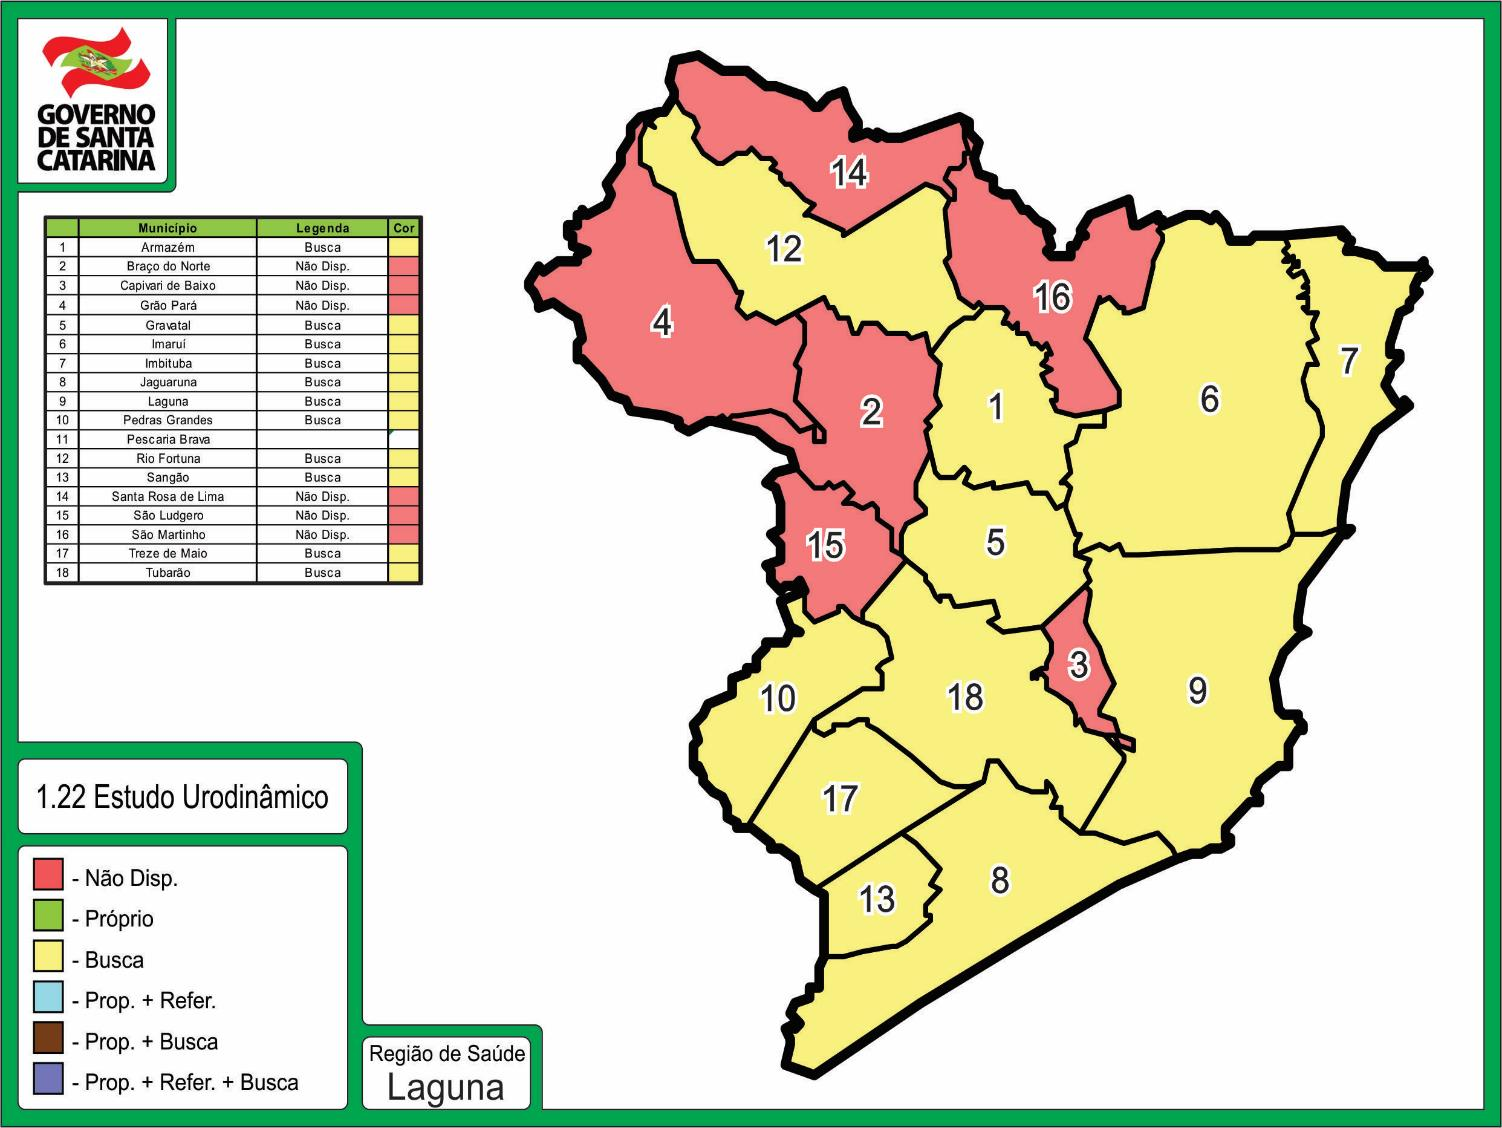 GOVERNO
DE SANTA
CATARINA
Município Legenda Cor
1 Armazém Busca
2 Braço do Norte Não Disp.
3 Capivari de Baixo Não Disp.
4 Grão Pará Não Disp.
5 Gravatal Busca
6 Imaruí Busca
7 Imbituba Busca
8 Jaguaruna Busca
9 Laguna Busca
10 Pedras Grandes Busca
11 Pescaria Brava
12 Rio Fortuna Busca
13 Sangão Busca
14 Santa Rosa de Lima Não Disp.
15 São Ludgero Não Disp.
16 São Martinho Não Disp.
17 Treze de Maio Busca
18 Tubarão Busca
14
12
16
4
7
6
1
2
5
15
3
9
10
18
17
8
13
1.22 Estudo Urodinâmico
- Não Disp.
- Próprio
- Busca
- Prop. + Refer.
- Prop. + Busca
- Prop. + Refer. + Busca
Região de Saúde
Laguna